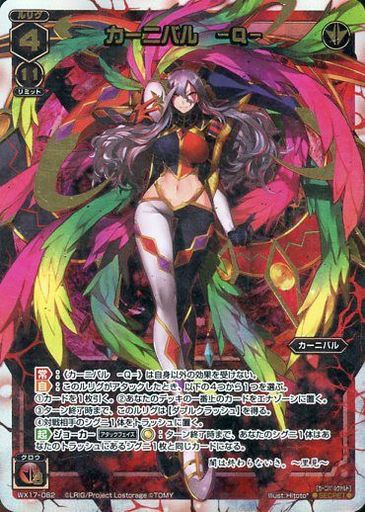 ルリグ
4
カーニバル －Q－
11
リミット
カーニバル
常：〈カーニバル －Q－〉は自身以外の効果を受けない。
自：このルリグがアタックしたとき、以下の4つから1つを選ぶ。
①カードを1枚引く。②あなたのデッキの一番上のカードをエナゾーンに置く。
③ターン終了時まで、このルリグは【ダブルクラッシュ】を得る。
④対戦相手のシグニ1体をトラッシュに置く。
起 ジョーカー アタックフェイズ ：ターン終了時まで、あなたのシグニ1体はあ
なたのトラッシュにあるシグニ1枚と同じカードになる。
グロウ
闇は終わらないさ。
WX17-082 ©LRIG/Project Lostorage ©TOMY Illust.Hitoto* SECRET